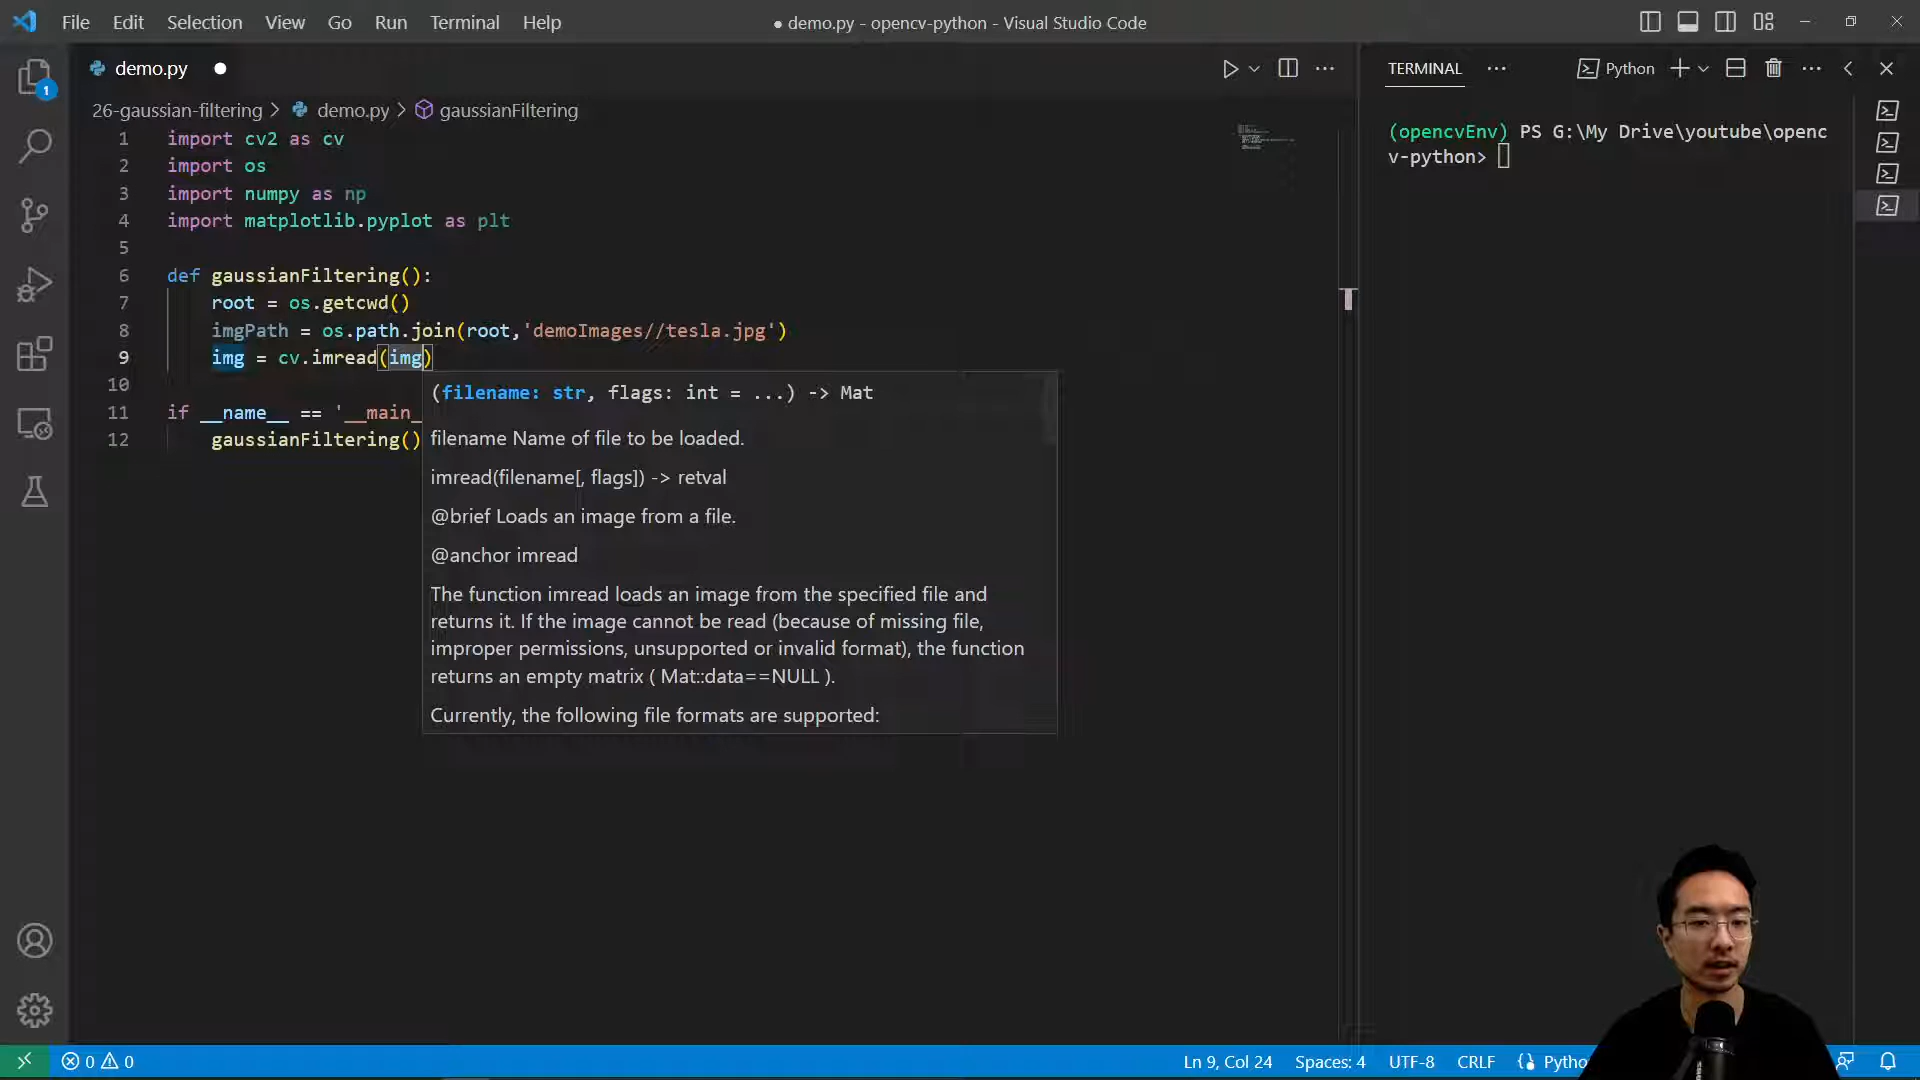 File Edit Selection View Go Run Terminal Help
● demo.py - opencv-python - Visual Studio Code
demo.py
26-gaussian-filtering > demo.py > gaussianFiltering
1 import cv2 as cv
2 import os
3 import numpy as np
4 import matplotlib.pyplot as plt
5
6 def gaussianFiltering():
7 root = os.getcwd()
8 imgPath = os.path.join(root,'demoImages//tesla.jpg')
9 img = cv.imread(img)
10
11 if __name__ == '__main_
12 gaussianFiltering()
(filename: str, flags: int = ...) -> Mat
filename Name of file to be loaded.
imread(filename[, flags]) -> retval
@brief Loads an image from a file.
@anchor imread
The function imread loads an image from the specified file and
returns it. If the image cannot be read (because of missing file,
improper permissions, unsupported or invalid format), the function
returns an empty matrix ( Mat::data==NULL ).
Currently, the following file formats are supported:
TERMINAL
Python
(opencvEnv) PS G:\My Drive\youtube\openc
v-python>
1
0 0
Ln 9, Col 24 Spaces: 4 UTF-8 CRLF Pytho